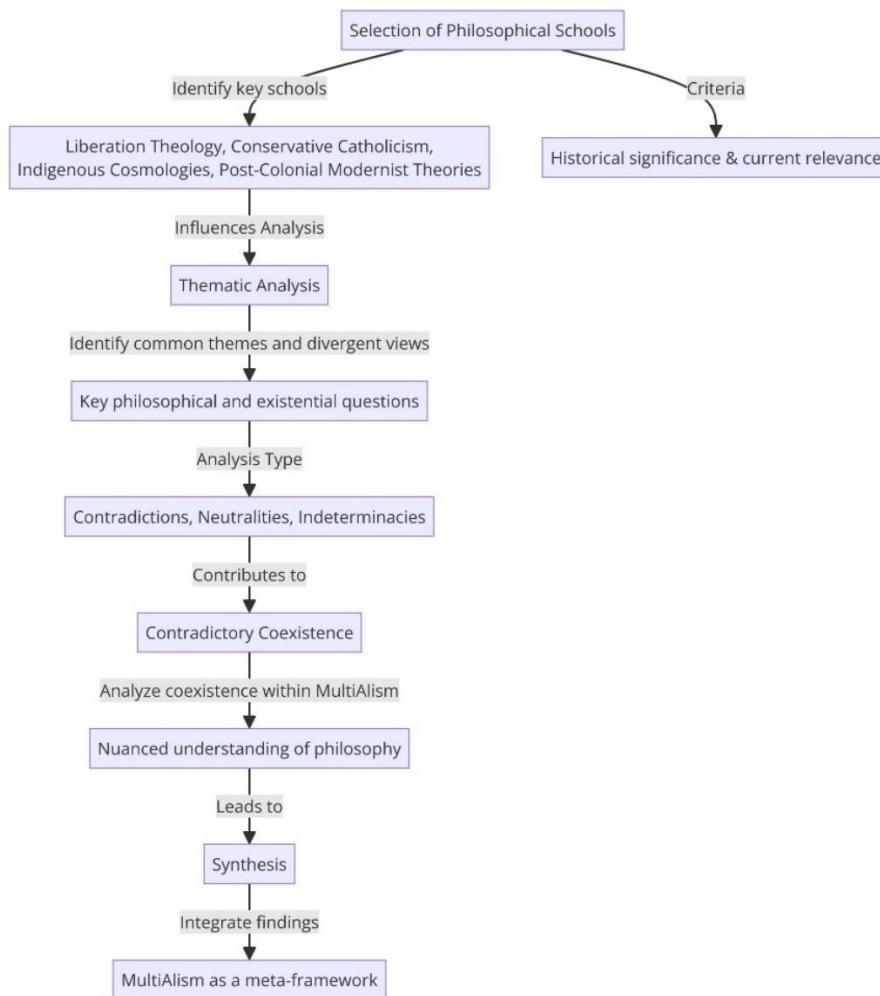 Selection of Philosophical Schools
Identify key schools
Criteria
Liberation Theology, Conservative Catholicism,
Indigenous Cosmologies, Post-Colonial Modernist Theories
Historical significance & current relevance
Influences Analysis
Thematic Analysis
Identify common themes and divergent views
Key philosophical and existential questions
Analysis Type
Contradictions, Neutralities, Indeterminacies
Contributes to
Contradictory Coexistence
Analyze coexistence within MultiAlism
Nuanced understanding of philosophy
Leads to
Synthesis
Integrate findings
MultiAlism as a meta-framework